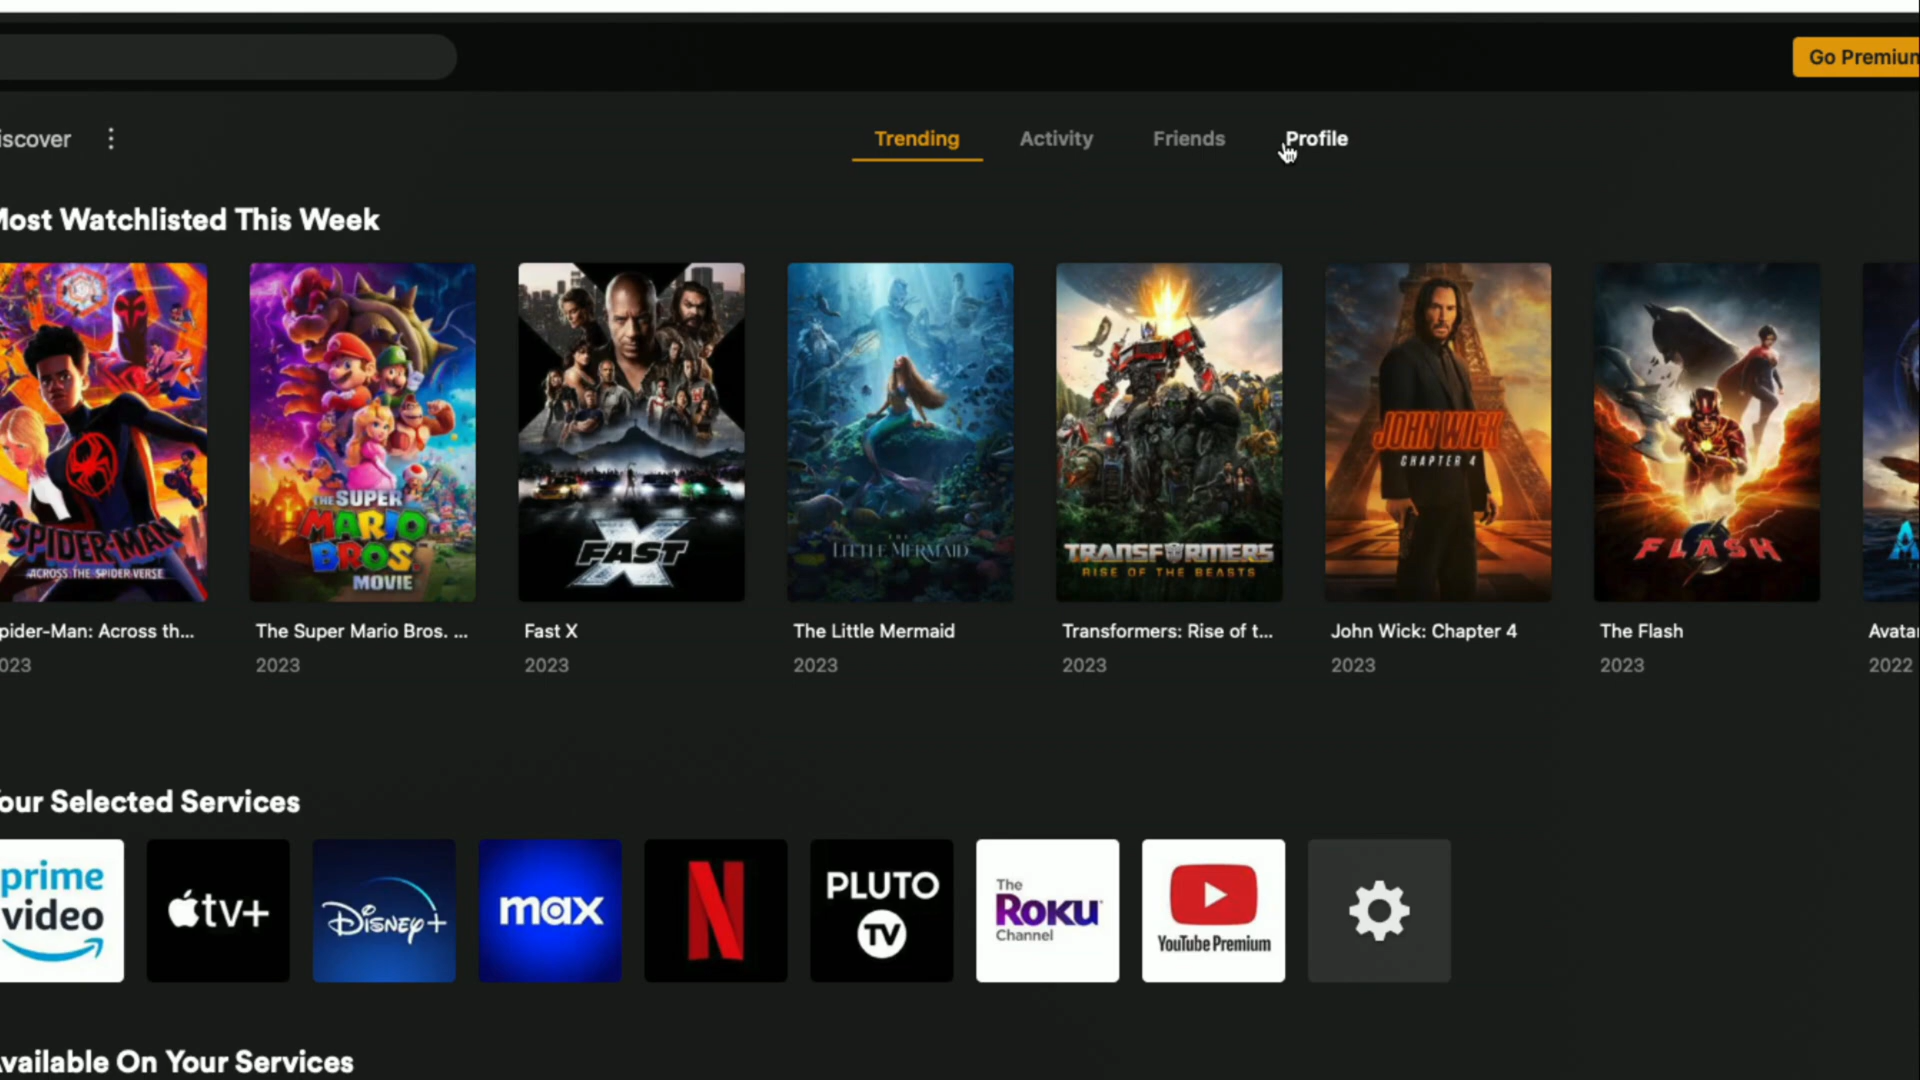 Go Premium
iscover
Trending
Activity
Friends
Profile
Most Watchlisted This Week
SPIDER-MAN
ACROSS THE SPIDER-VERSE
THE SUPER
MARIO
BROS
MOVIE
FAST
X
THE
LITTLE MERMAID
TRANSFORMERS
RISE OF THE BEASTS
JOHN WICK
CHAPTER 4
FLASH
pider-Man: Across th...
The Super Mario Bros. ...
Fast X
The Little Mermaid
Transformers: Rise of t...
John Wick: Chapter 4
The Flash
Avatar
023
2023
2023
2023
2023
2023
2023
2022
our Selected Services
prime
video
tv+
Disney+
max
N
PLUTO
TV
The
Roku
Channel
YouTube Premium
vailable On Your Services